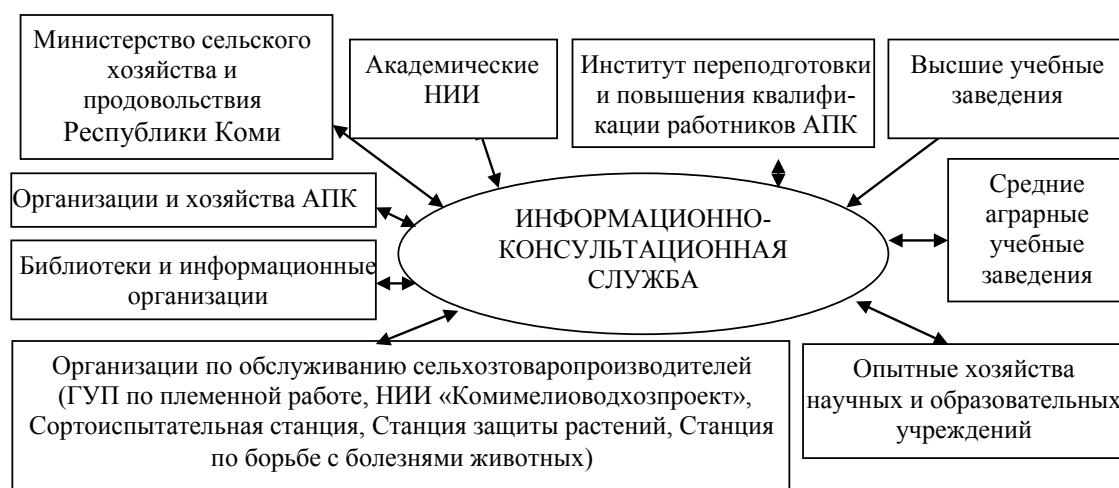 Министерство сельского
хозяйства и
продовольствия
Республики Коми
Академические
НИИ
Институт переподготовки
и повышения квалифи-
кации работников АПК
Высшие учебные
заведения
Организации и хозяйства АПК
Библиотеки и информационные
организации
ИНФОРМАЦИОННО-
КОНСУЛЬТАЦИОННАЯ
СЛУЖБА
Средние
аграрные
учебные
заведения
Организации по обслуживанию сельхозтоваропроизводителей
(ГУП по племенной работе, НИИ «Комимелиоводхозпроект»,
Сортоиспытательная станция, Станция защиты растений, Станция
по борьбе с болезнями животных)
Опытные хозяйства
научных и образовательных
учреждений